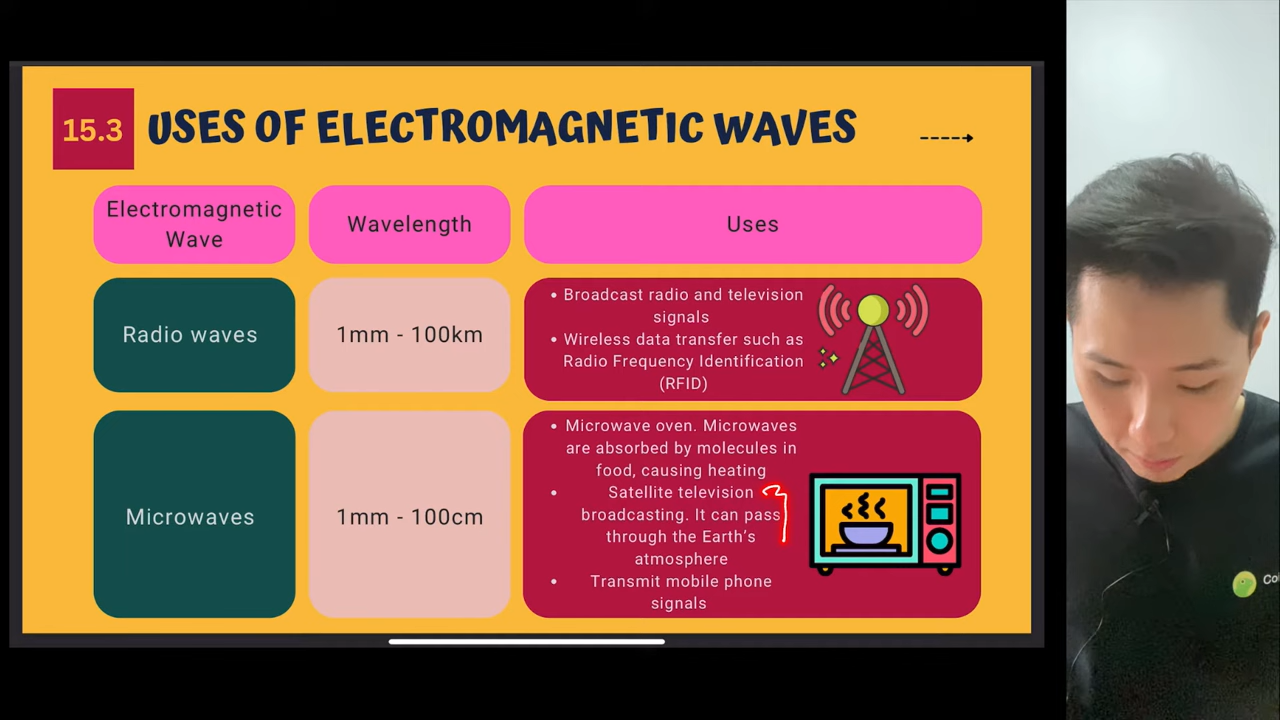 15.3 USES OF ELECTROMAGNETIC WAVES
Electromagnetic
Wave
Wavelength
Uses
Radio waves
1mm - 100km
• Broadcast radio and television
signals
• Wireless data transfer such as
Radio Frequency Identification
(RFID)
Microwaves
1mm - 100cm
• Microwave oven. Microwaves
are absorbed by molecules in
food, causing heating
• Satellite television
broadcasting. It can pass
through the Earth's
atmosphere
• Transmit mobile phone
signals